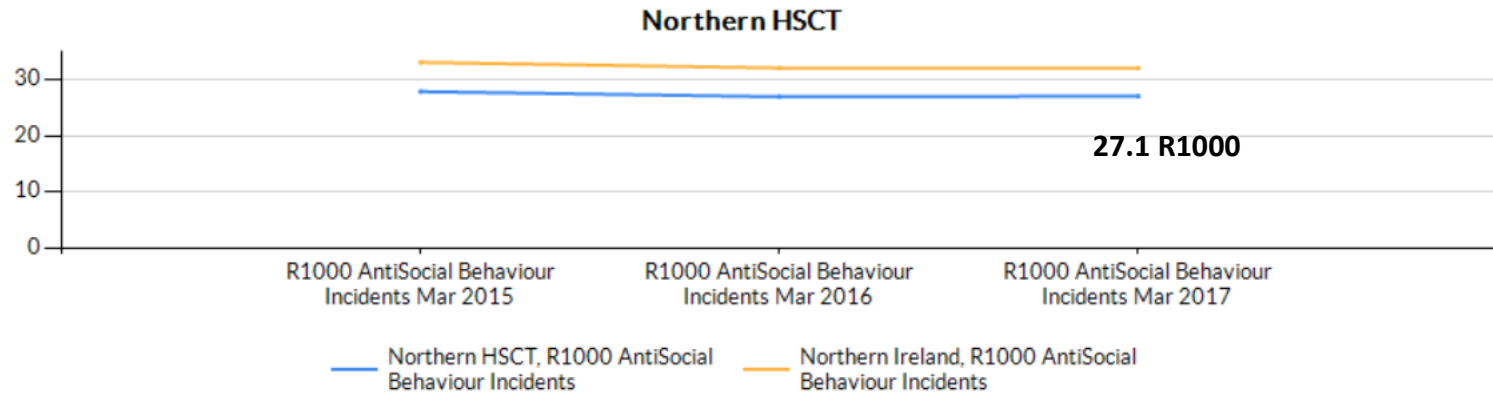 Northern HSCT
30
20
27.1 R1000
10
0
R1000 AntiSocial Behaviour
Incidents Mar 2015
R1000 AntiSocial Behaviour
Incidents Mar 2016
R1000 AntiSocial Behaviour
Incidents Mar 2017
Northern HSCT, R1000 AntiSocial
Behaviour Incidents
Northern Ireland, R1000 AntiSocial
Behaviour Incidents